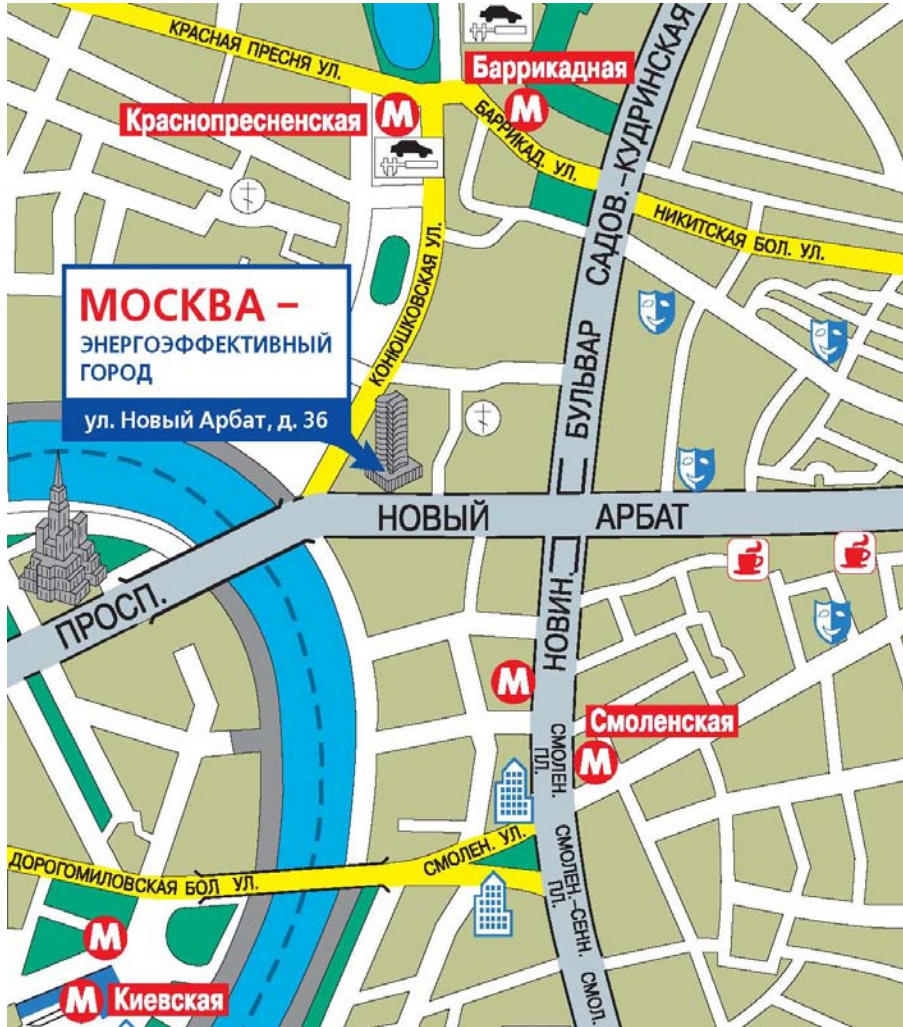 КРАСНАЯ ПРЕСНЯ УЛ.
Баррикадная
М
Краснопресненская
М
БАРРИКАД. УЛ.
САДОВ.-КУДРИНСКАЯ
НИКИТСКАЯ БОЛ. УЛ.
КОНЮШКОВСКАЯ УЛ.
МОСКВА –
ЭНЕРГОЭФФЕКТИВНЫЙ
ГОРОД
ул. Новый Арбат, д. 36
БУЛЬВАР
ПРОСП.
НОВЫЙ
АРБАТ
НОВИН.
М
Смоленская
М
СМОЛЕН.
ПЛ.
СМОЛЕН. УЛ.
ДОРОГОМИЛОВСКАЯ БОЛ УЛ.
СМОЛЕН.-СЕНН.
ПЛ.
СМОЛ.
М
М
Киевская